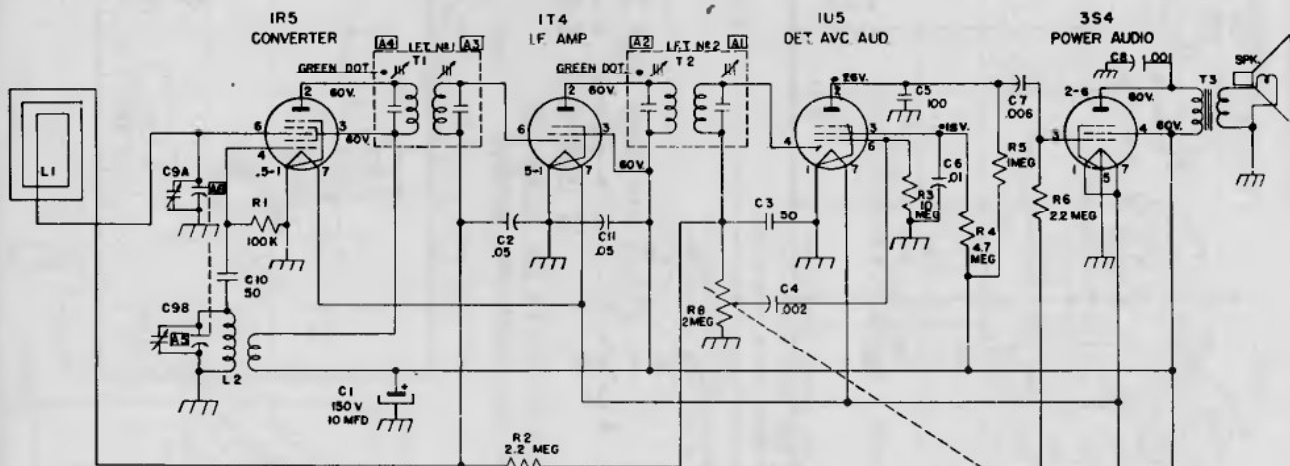 1R5
CONVERTER
1T4
I.F. AMP
1U5
DET. AVC AUD.
3S4
POWER AUDIO
A4
I.F.T. Nº1
A3
T1
GREEN DOT
2
60V.
6
3
60V.
4
.5-1
7
L1
C9A
A6
R1
100K
C10
50
C9B
A5
L2
C1
150 V
10 MFD
R2
2.2 MEG
A2
I.F.T. Nº2
A1
T2
GREEN DOT
2
60V.
6
3
60V.
5-1
7
C2
.05
C11
.05
C3
50
R8
2MEG
C4
.002
2
26V.
4
3
6
1
7
18V.
C5
100
C6
.01
R3
10
MEG
R4
4.7
MEG
R5
1MEG
C7
.006
R6
2.2 MEG
C8
.001
2-6
60V.
3
4
60V.
5
1
7
T3
SPK.